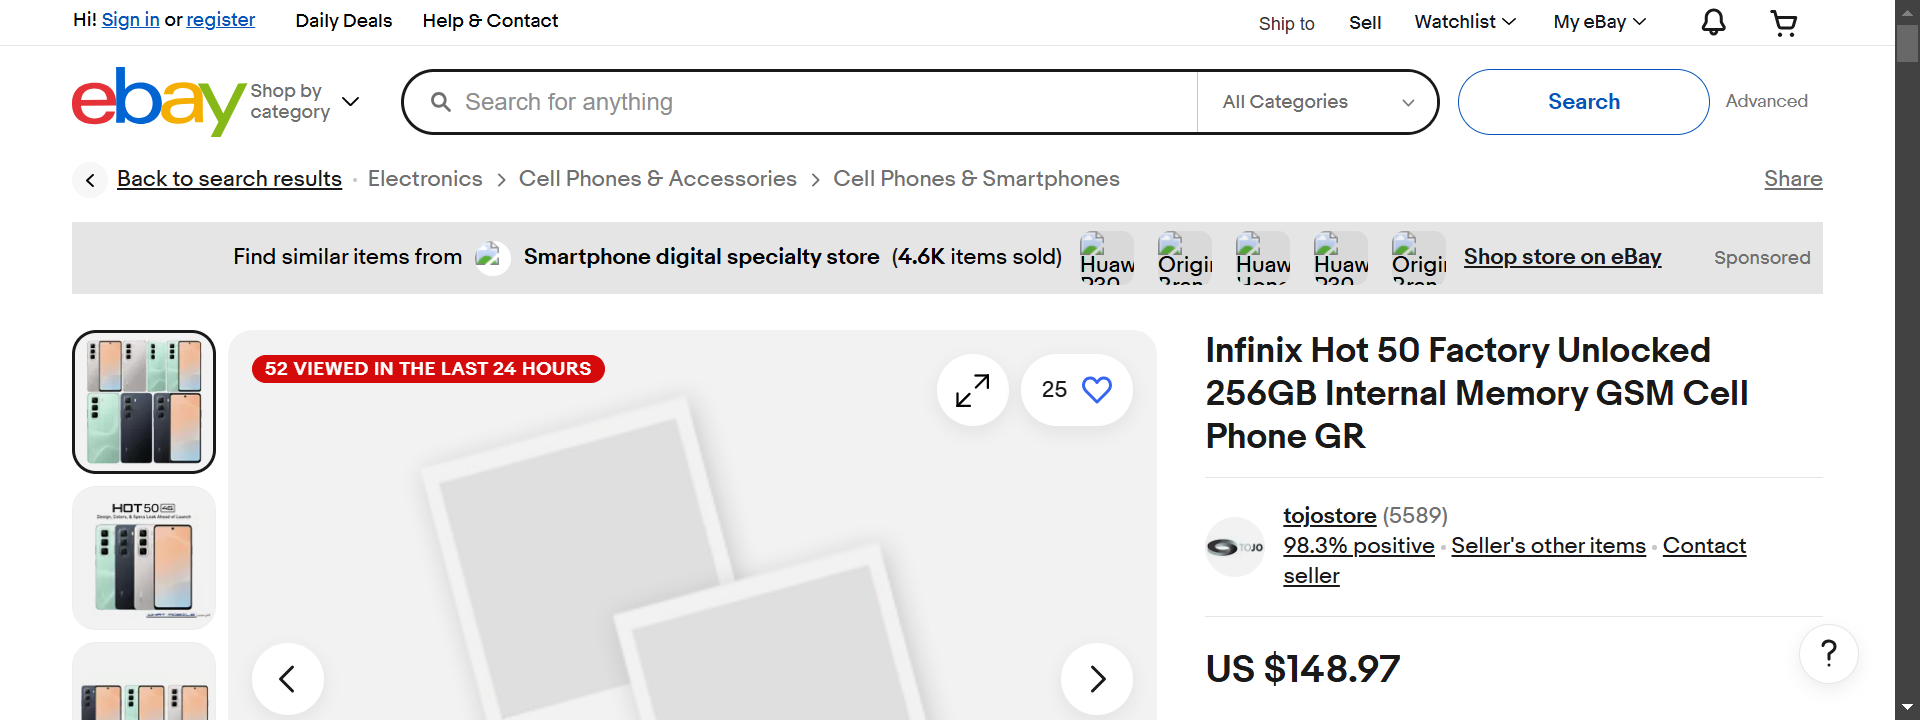 Hi! Sign in or register
Daily Deals
Help & Contact
Ship to
Sell
Watchlist
My eBay
ebay
Shop by
category
Search for anything
All Categories
Search
Advanced
Back to search results
Electronics
Cell Phones & Accessories
Cell Phones & Smartphones
Share
Find similar items from
Smartphone digital specialty store (4.6K items sold)
Huaw
Origin
Huaw
Huaw
Origin
Shop store on eBay
Sponsored
52 VIEWED IN THE LAST 24 HOURS
25
HOT 50 4G
Infinix Hot 50 Factory Unlocked
256GB Internal Memory GSM Cell
Phone GR
TOJO
tojostore (5589)
98.3% positive
Seller's other items
Contact
seller
US $148.97
?